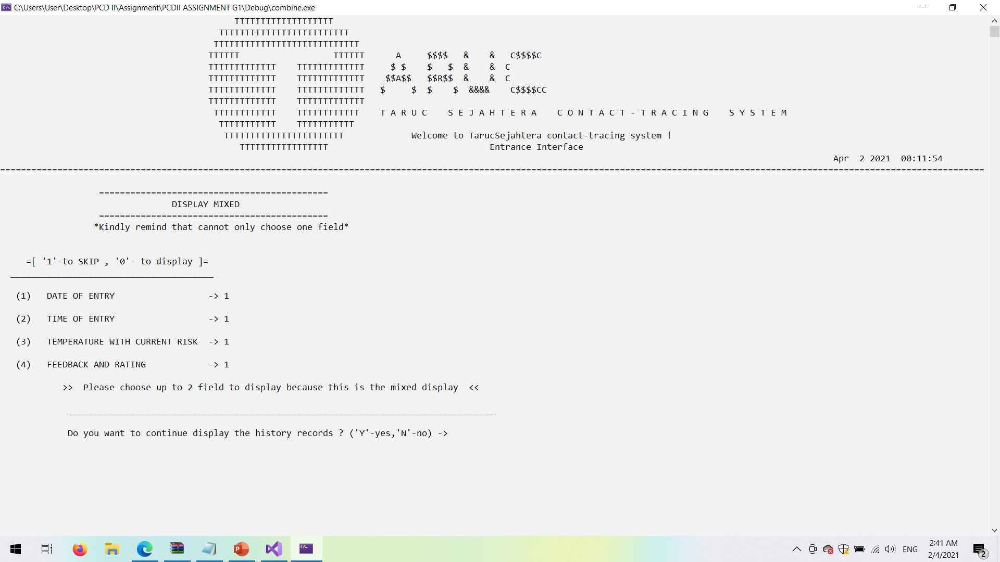 C:\Users\User\Desktop\PCD II\Assignment\PCDII ASSIGNMENT G1\Debug\combine.exe
TTTTTTTTTTTTTTTTTTT
TTTTTTTTTTTTTTTTTTTTTTTTT
TTTTTTTTTTTTTTTTTTTTTTTTTTTT
TTTTTT                  TTTTTT      A     $$$$   &    &   C$$$$C
TTTTTTTTTTTTT    TTTTTTTTTTTTT     $ $    $   $  &    &  C
TTTTTTTTTTTTT    TTTTTTTTTTTTT    $$A$$   $$R$$  &    &  C
TTTTTTTTTTTTT    TTTTTTTTTTTTT   $     $  $    $  &&&&    C$$$$CC
TTTTTTTTTTTTT    TTTTTTTTTTTTT
TTTTTTTTTTTT    TTTTTTTTTTTT    T A R U C    S E J A H T E R A    C O N T A C T - T R A C I N G    S Y S T E M
TTTTTTTTTTT    TTTTTTTTTTT
TTTTTTTTTTTTTTTTTTTTTTT             Welcome to TarucSejahtera contact-tracing system !
TTTTTTTTTTTTTTTTT                               Entrance Interface
Apr  2 2021  00:11:54
=============================================================================================================================================================================================
============================================
DISPLAY MIXED
============================================
*Kindly remind that cannot only choose one field*
=[ '1'-to SKIP , '0'- to display ]=
_______________________________________
(1)   DATE OF ENTRY                  -> 1
(2)   TIME OF ENTRY                  -> 1
(3)   TEMPERATURE WITH CURRENT RISK  -> 1
(4)   FEEDBACK AND RATING            -> 1
>>  Please choose up to 2 field to display because this is the mixed display  <<
__________________________________________________________________________________
Do you want to continue display the history records ? ('Y'-yes,'N'-no) ->
ENG
2:41 AM
2/4/2021
2